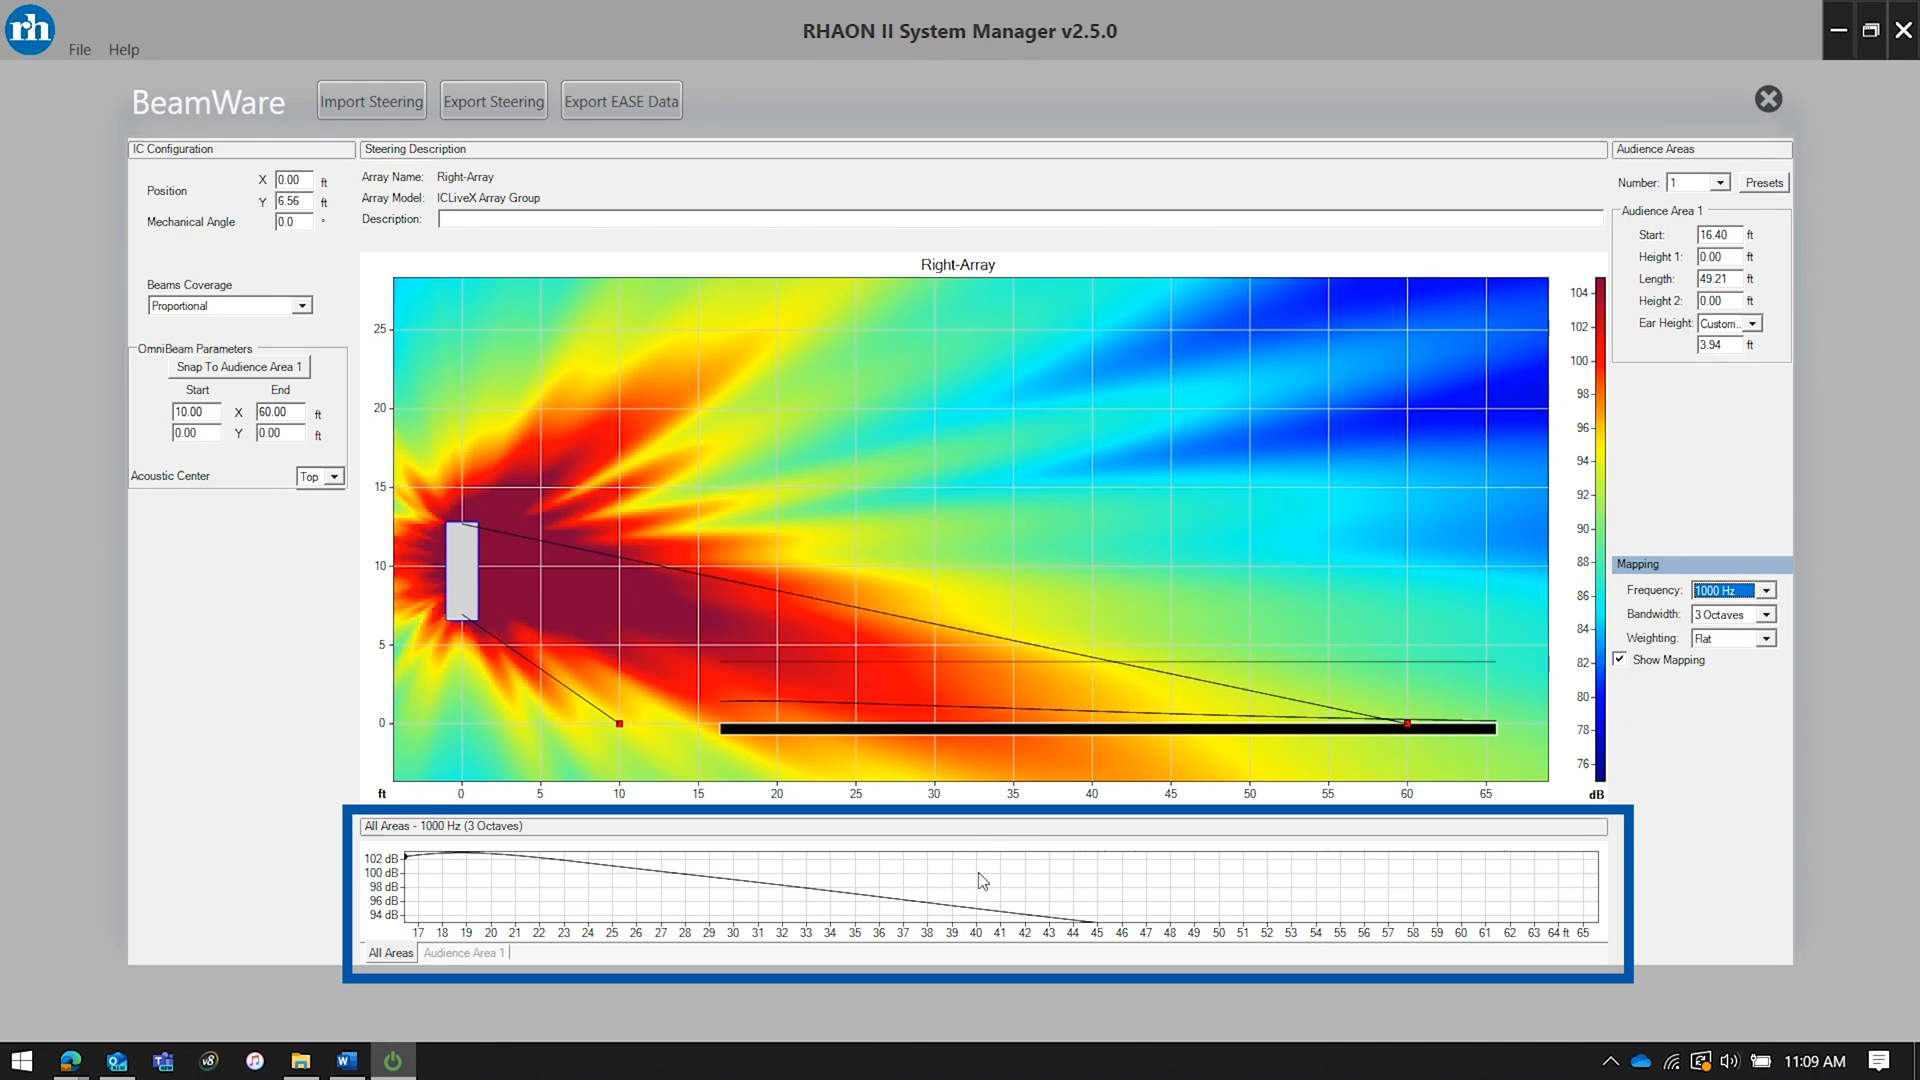 rh
RHAON II System Manager v2.5.0
File Help
BeamWare
Import Steering Export Steering Export EASE Data
IC Configuration
Position
X 0.00 ft
Y 6.56 ft
Mechanical Angle 0.0 °
Beams Coverage
Proportional
OmniBeam Parameters
Snap To Audience Area 1
Start End
10.00 X 60.00 ft
0.00 Y 0.00 ft
Acoustic Center Top
Steering Description
Array Name: Right-Array
Array Model: ICLiveX Array Group
Description:
Right-Array
25
20
15
10
5
0
ft 0 5 10 15 20 25 30 35 40 45 50 55 60 65 dB
104
102
100
98
96
94
92
90
88
86
84
82
80
78
76
Audience Areas
Number: 1 Presets
Audience Area 1
Start: 16.40 ft
Height 1: 0.00 ft
Length: 49.21 ft
Height 2: 0.00 ft
Ear Height: Custom..
3.94 ft
Mapping
Frequency: 1000 Hz
Bandwidth: 3 Octaves
Weighting: Flat
Show Mapping
All Areas - 1000 Hz (3 Octaves)
102 dB
100 dB
98 dB
96 dB
94 dB
17 18 19 20 21 22 23 24 25 26 27 28 29 30 31 32 33 34 35 36 37 38 39 40 41 42 43 44 45 46 47 48 49 50 51 52 53 54 55 56 57 58 59 60 61 62 63 64 ft 65
All Areas Audience Area 1
NEW NEW v8 W
11:09 AM